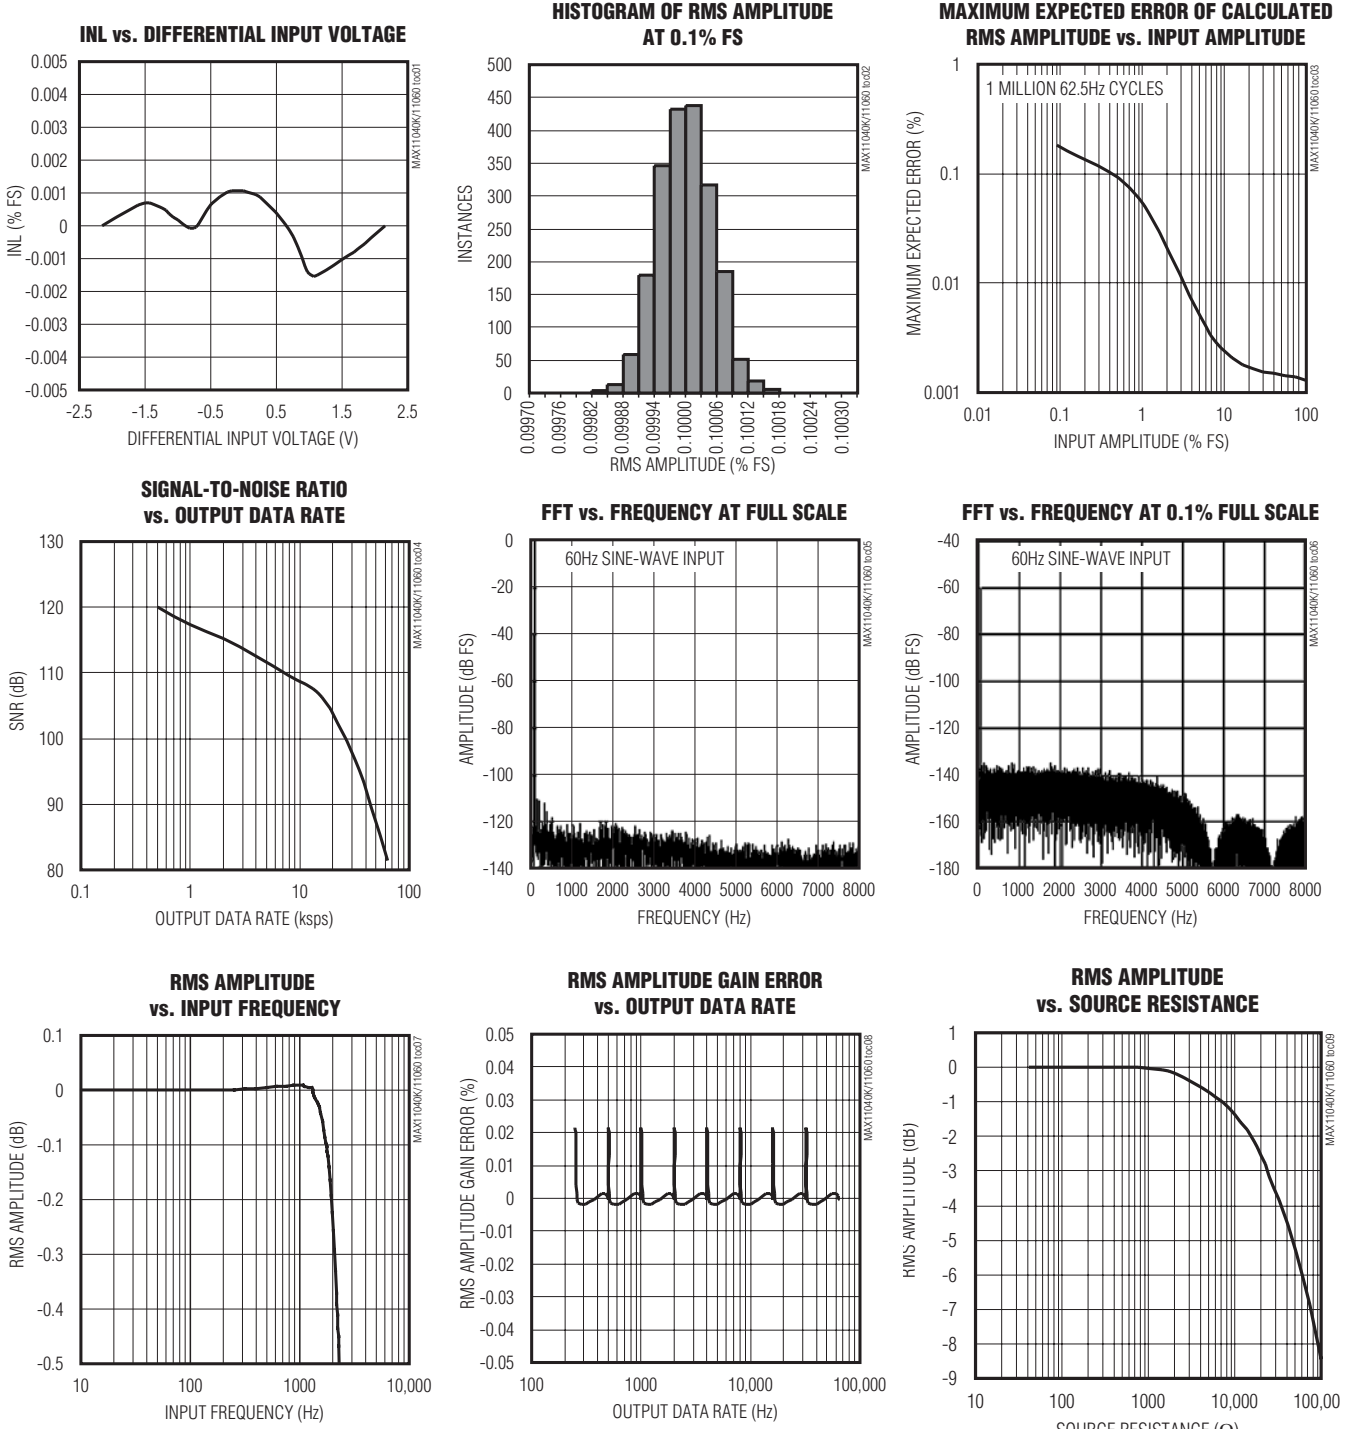 INL vs. DIFFERENTIAL INPUT VOLTAGE
0.005
0.004
0.003
0.002
0.001
0
-0.001
-0.002
-0.003
-0.004
-0.005
INL (% FS)
-2.5 -1.5 -0.5 0.5 1.5 2.5
DIFFERENTIAL INPUT VOLTAGE (V)
MAX11040K/11060 toc01
HISTOGRAM OF RMS AMPLITUDE
AT 0.1% FS
500
450
400
350
300
250
200
150
100
50
0
INSTANCES
0.09970 0.09976 0.09982 0.09988 0.09994 0.10000 0.10006 0.10012 0.10018 0.10024 0.10030
RMS AMPLITUDE (% FS)
MAX11040K/11060 toc02
MAXIMUM EXPECTED ERROR OF CALCULATED
RMS AMPLITUDE vs. INPUT AMPLITUDE
1 MILLION 62.5Hz CYCLES
1
0.1
0.01
0.001
MAXIMUM EXPECTED ERROR (%)
0.01 0.1 1 10 100
INPUT AMPLITUDE (% FS)
MAX11040K/11060 toc03
SIGNAL-TO-NOISE RATIO
vs. OUTPUT DATA RATE
130
120
110
100
90
80
SNR (dB)
0.1 1 10 100
OUTPUT DATA RATE (ksps)
MAX11040K/11060 toc04
FFT vs. FREQUENCY AT FULL SCALE
60Hz SINE-WAVE INPUT
0
-20
-40
-60
-80
-100
-120
-140
AMPLITUDE (dB FS)
0 1000 2000 3000 4000 5000 6000 7000 8000
FREQUENCY (Hz)
MAX11040K/11060 toc05
FFT vs. FREQUENCY AT 0.1% FULL SCALE
60Hz SINE-WAVE INPUT
-40
-60
-80
-100
-120
-140
-160
-180
AMPLITUDE (dB FS)
0 1000 2000 3000 4000 5000 6000 7000 8000
FREQUENCY (Hz)
MAX11040K/11060 toc06
RMS AMPLITUDE
vs. INPUT FREQUENCY
0.1
0
-0.1
-0.2
-0.3
-0.4
-0.5
RMS AMPLITUDE (dB)
10 100 1000 10,000
INPUT FREQUENCY (Hz)
MAX11040K/11060 toc07
RMS AMPLITUDE GAIN ERROR
vs. OUTPUT DATA RATE
0.05
0.04
0.03
0.02
0.01
0
-0.01
-0.02
-0.03
-0.04
-0.05
RMS AMPLITUDE GAIN ERROR (%)
100 1000 10,000 100,000
OUTPUT DATA RATE (Hz)
MAX11040K/11060 toc08
RMS AMPLITUDE
vs. SOURCE RESISTANCE
1
0
-1
-2
-3
-4
-5
-6
-7
-8
-9
RMS AMPLITUDE (dB)
10 100 1000 10,000 100,00
SOURCE RESISTANCE (Ω)
MAX11040K/11060 toc09